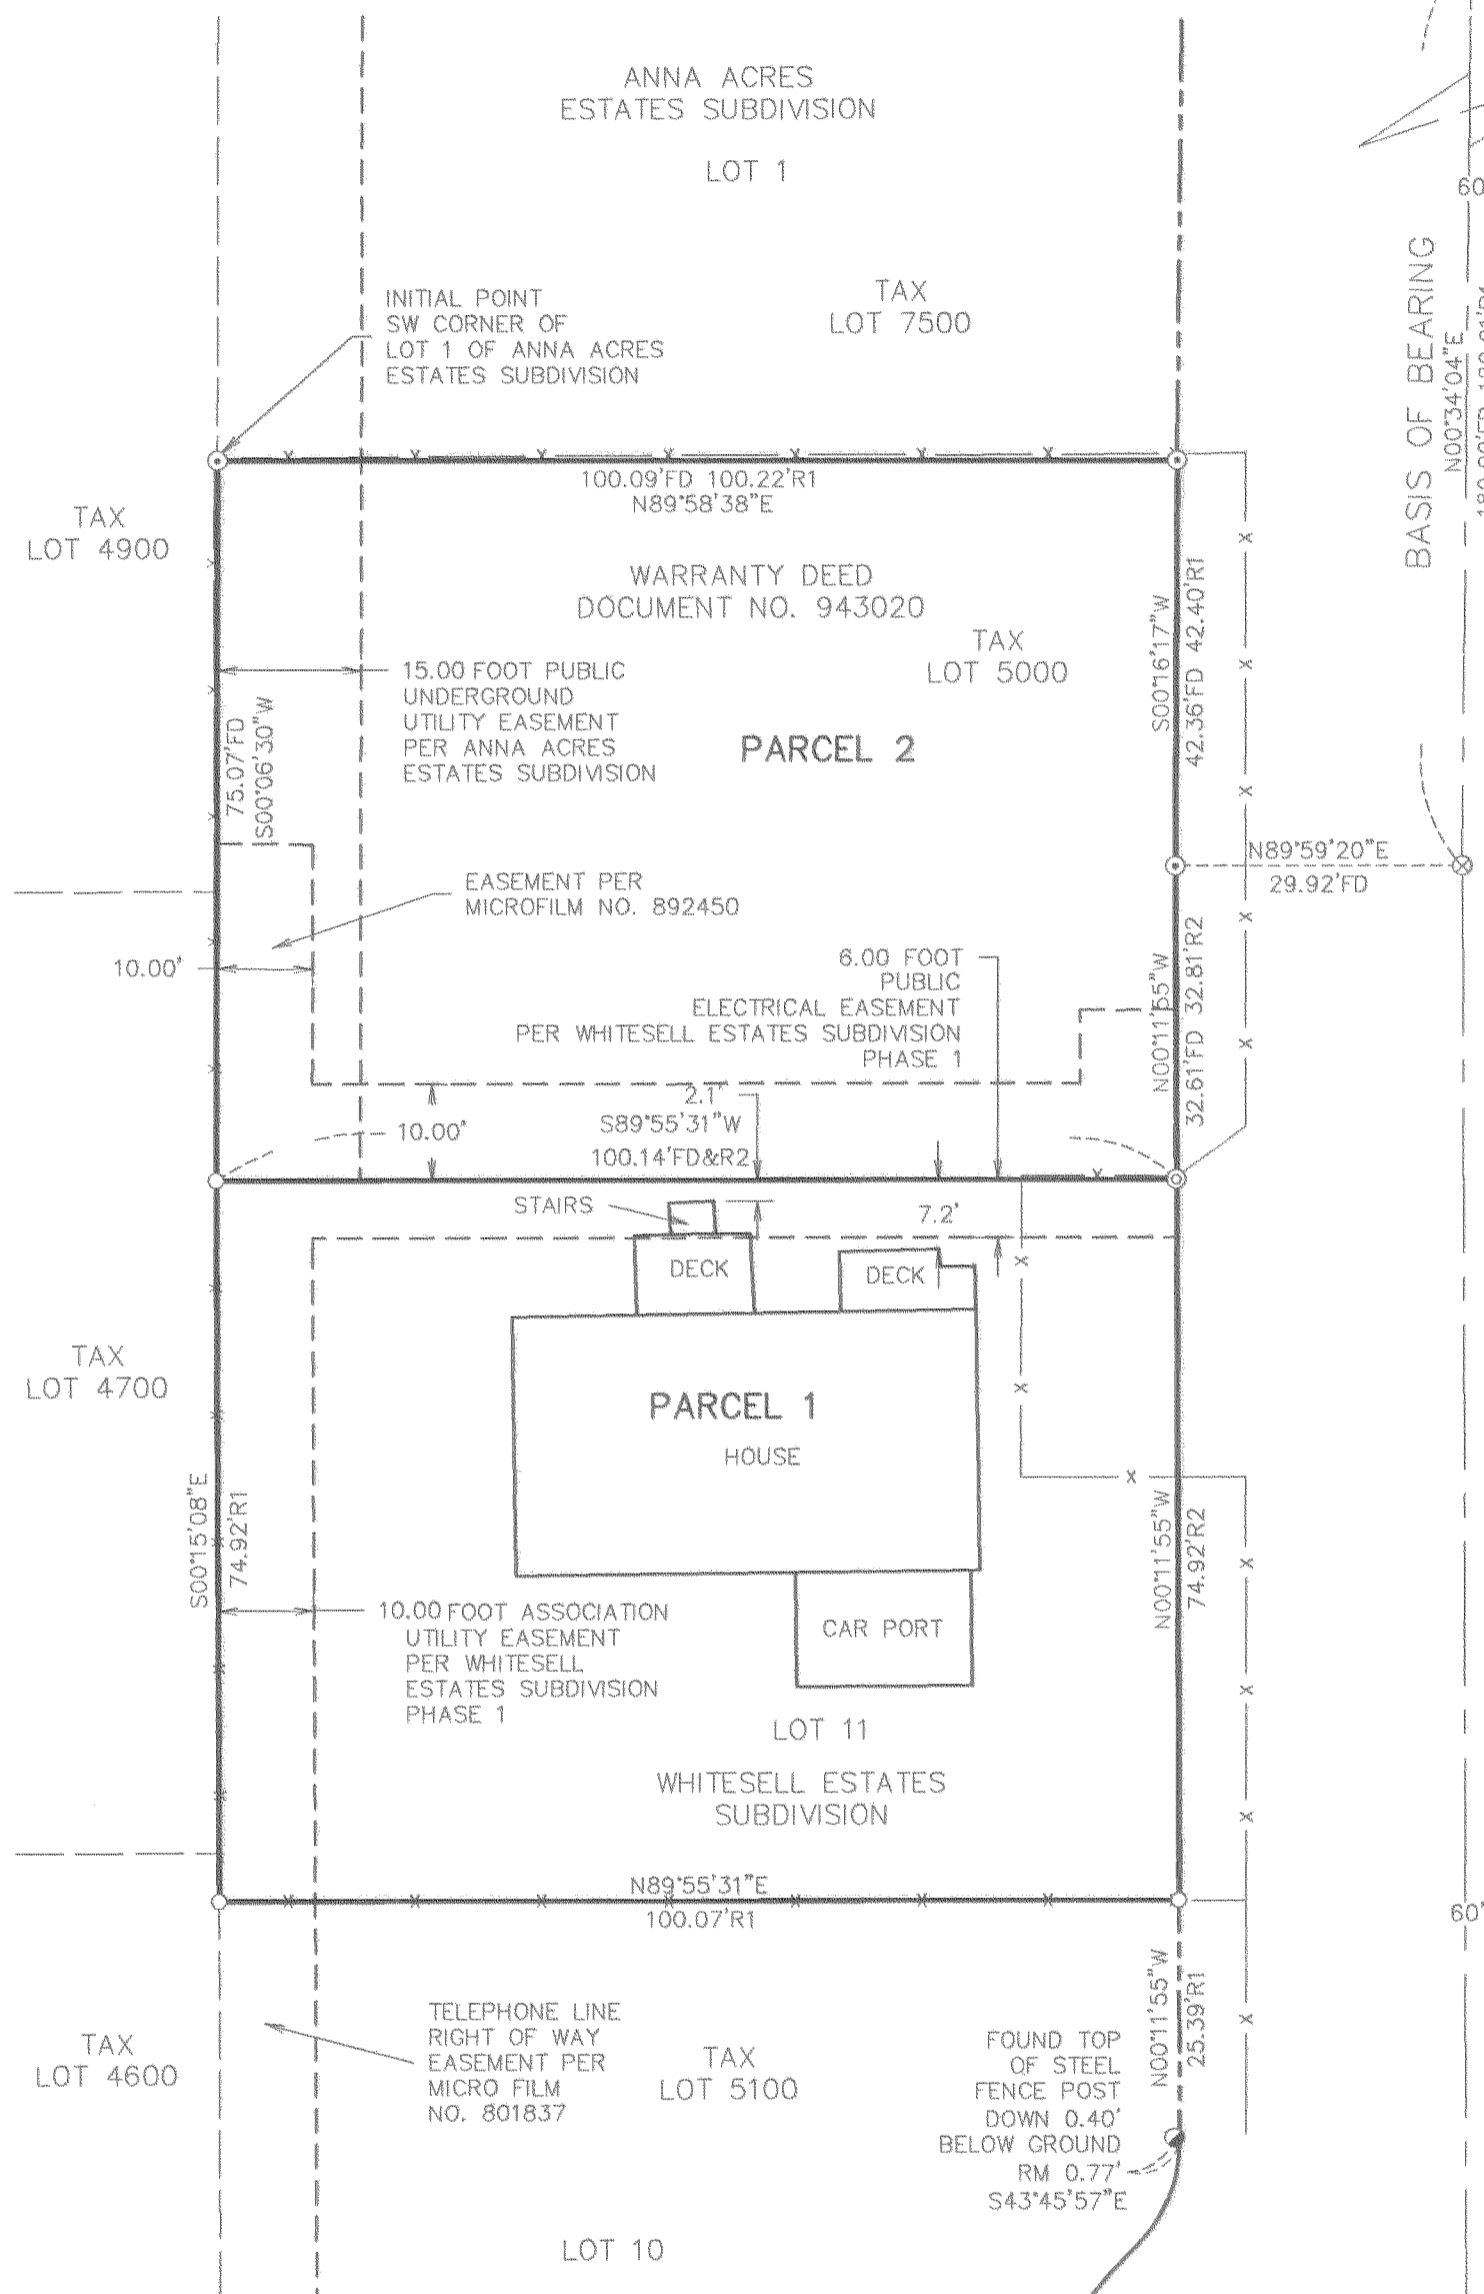 ANNA ACRES
ESTATES SUBDIVISION
LOT 1
60
BASIS OF BEARING
N00°34'04"E
INITIAL POINT
SW CORNER OF
LOT 1 OF ANNA ACRES
ESTATES SUBDIVISION
TAX
LOT 7500
100.09'FD 100.22'R1
N89°58'38"E
TAX
LOT 4900
WARRANTY DEED
DOCUMENT NO. 943020
TAX
LOT 5000
S00°16'17"W
42.36'FD 42.40'R1
15.00 FOOT PUBLIC
UNDERGROUND
UTILITY EASEMENT
PER ANNA ACRES
ESTATES SUBDIVISION
PARCEL 2
75.07'FD
S00°06'30"W
N89°59'20"E
29.92'FD
EASEMENT PER
MICROFILM NO. 892450
10.00'
6.00 FOOT
PUBLIC
ELECTRICAL EASEMENT
PER WHITESELL ESTATES SUBDIVISION
PHASE 1
N00°11'55"W
32.61'FD 32.81'R2
2.1'
S89°55'31"W
100.14'FD&R2
10.00'
STAIRS
7.2'
DECK
DECK
TAX
LOT 4700
PARCEL 1
HOUSE
S00°15'08"E
74.92'R1
N00°11'55"W
74.92'R2
10.00 FOOT ASSOCIATION
UTILITY EASEMENT
PER WHITESELL
ESTATES SUBDIVISION
PHASE 1
CAR PORT
LOT 11
WHITESELL ESTATES
SUBDIVISION
N89°55'31"E
100.07'R1
60'
N00°11'55"W
25.39'R1
TELEPHONE LINE
RIGHT OF WAY
EASEMENT PER
MICRO FILM
NO. 801837
TAX
LOT 4600
TAX
LOT 5100
FOUND TOP
OF STEEL
FENCE POST
DOWN 0.40'
BELOW GROUND
RM 0.77'
S43°45'57"E
LOT 10